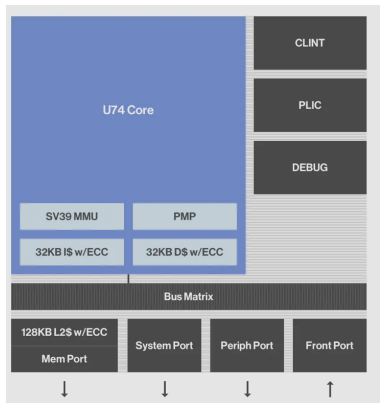 CLINT
U74 Core
PLIC
DEBUG
SV39 MMU
PMP
32KB I$ w/ECC
32KB D$ w/ECC
Bus Matrix
128KB L2$ w/ECC
Mem Port
System Port
Periph Port
Front Port